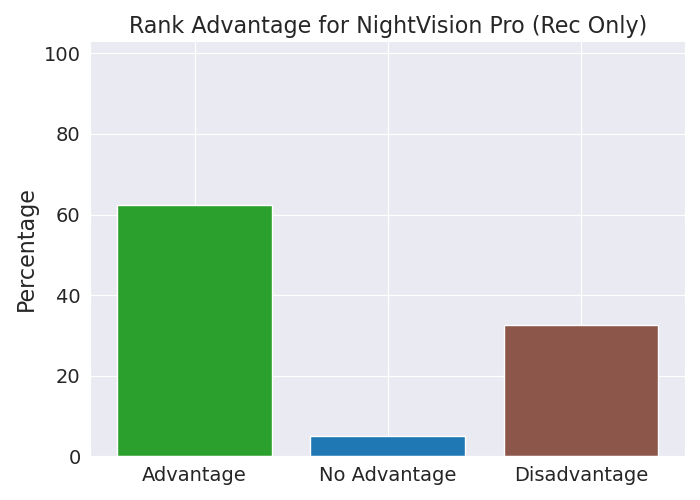 Rank Advantage for NightVision Pro (Rec Only)
100
80
60
40
20
0
Percentage
Advantage
No Advantage
Disadvantage